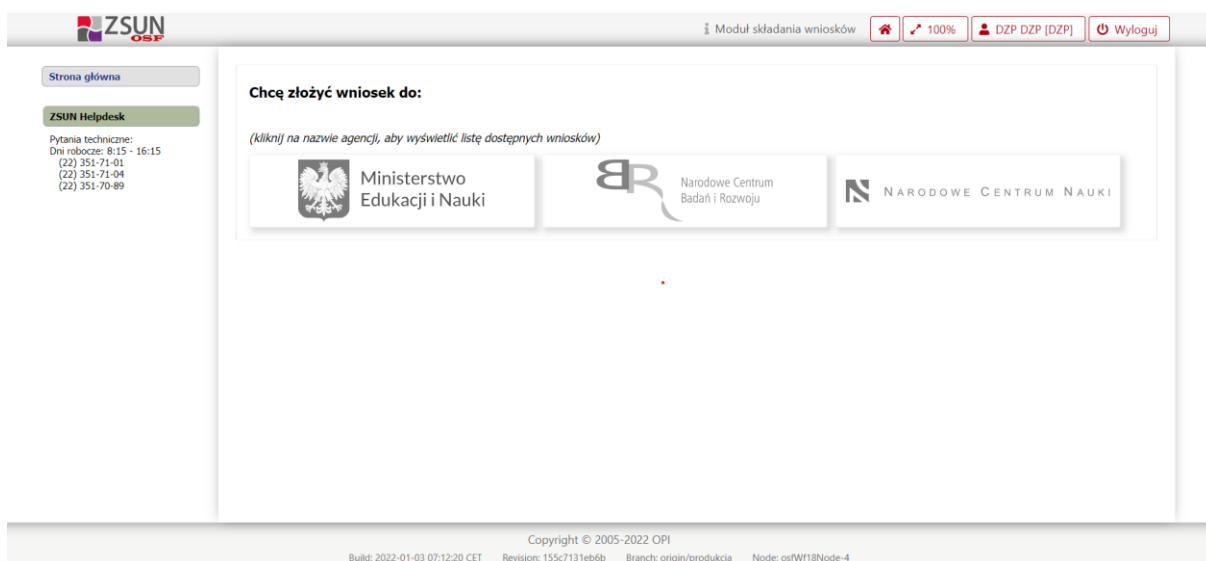 ZSUN
OSF
Moduł składania wniosków
100%
DZP DZP [DZP]
Wyloguj
Strona główna
ZSUN Helpdesk
Pytania techniczne:
Dni robocze: 8:15 - 16:15
(22) 351-71-01
(22) 351-71-04
(22) 351-70-89
Chcę złożyć wniosek do:
(kliknij na nazwie agencji, aby wyświetlić listę dostępnych wniosków)
Ministerstwo
Edukacji i Nauki
BR
Narodowe Centrum
Badań i Rozwoju
N
NARODOWE CENTRUM NAUKI
Copyright © 2005-2022 OPI
Build: 2022-01-03 07:12:20 CET Revision: 155c7131eb6b Branch: origin/produkcja Node: osfWf18Node-4